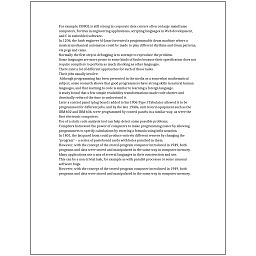 For example COBOL is still strong in corporate data centers often on large mainframe
computers, Fortran in engineering applications, scripting languages in Web development,
and C in embedded software.
In 1206, the Arab engineer Al-Jazari invented a programmable drum machine where a
musical mechanical automaton could be made to play different rhythms and drum patterns,
via pegs and cams.
Normally the first step in debugging is to attempt to reproduce the problem.
Some languages are more prone to some kinds of faults because their specification does not
require compilers to perform as much checking as other languages.
There exist a lot of different approaches for each of those tasks.
Their jobs usually involve:
Although programming has been presented in the media as a somewhat mathematical
subject, some research shows that good programmers have strong skills in natural human
languages, and that learning to code is similar to learning a foreign language.
A study found that a few simple readability transformations made code shorter and
drastically reduced the time to understand it.
Later a control panel (plug board) added to his 1906 Type I Tabulator allowed it to be
programmed for different jobs, and by the late 1940s, unit record equipment such as the
IBM 602 and IBM 604, were programmed by control panels in a similar way, as were the
first electronic computers.
Use of a static code analysis tool can help detect some possible problems.
Compilers harnessed the power of computers to make programming easier by allowing
programmers to specify calculations by entering a formula using infix notation.
In 1801, the Jacquard loom could produce entirely different weaves by changing the
"program" – a series of pasteboard cards with holes punched in them.
However, with the concept of the stored-program computer introduced in 1949, both
programs and data were stored and manipulated in the same way in computer memory.
Many applications use a mix of several languages in their construction and use.
This can be a non-trivial task, for example as with parallel processes or some unusual
software bugs.
However, with the concept of the stored-program computer introduced in 1949, both
programs and data were stored and manipulated in the same way in computer memory.